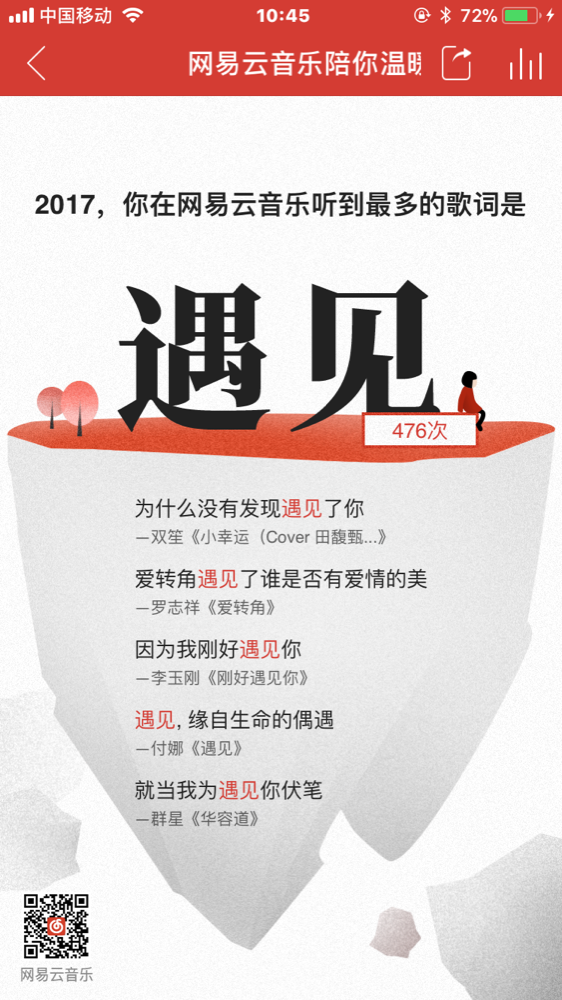 中国移动 10:45 72%
网易云音乐陪你温暖
2017，你在网易云音乐听到最多的歌词是
遇见
476次
为什么没有发现遇见了你
—双笙《小幸运（Cover 田馥甄...》
爱转角遇见了谁是否有爱情的美
—罗志祥《爱转角》
因为我刚好遇见你
—李玉刚《刚好遇见你》
遇见, 缘自生命的偶遇
—付娜《遇见》
就当我为遇见你伏笔
—群星《华容道》
网易云音乐